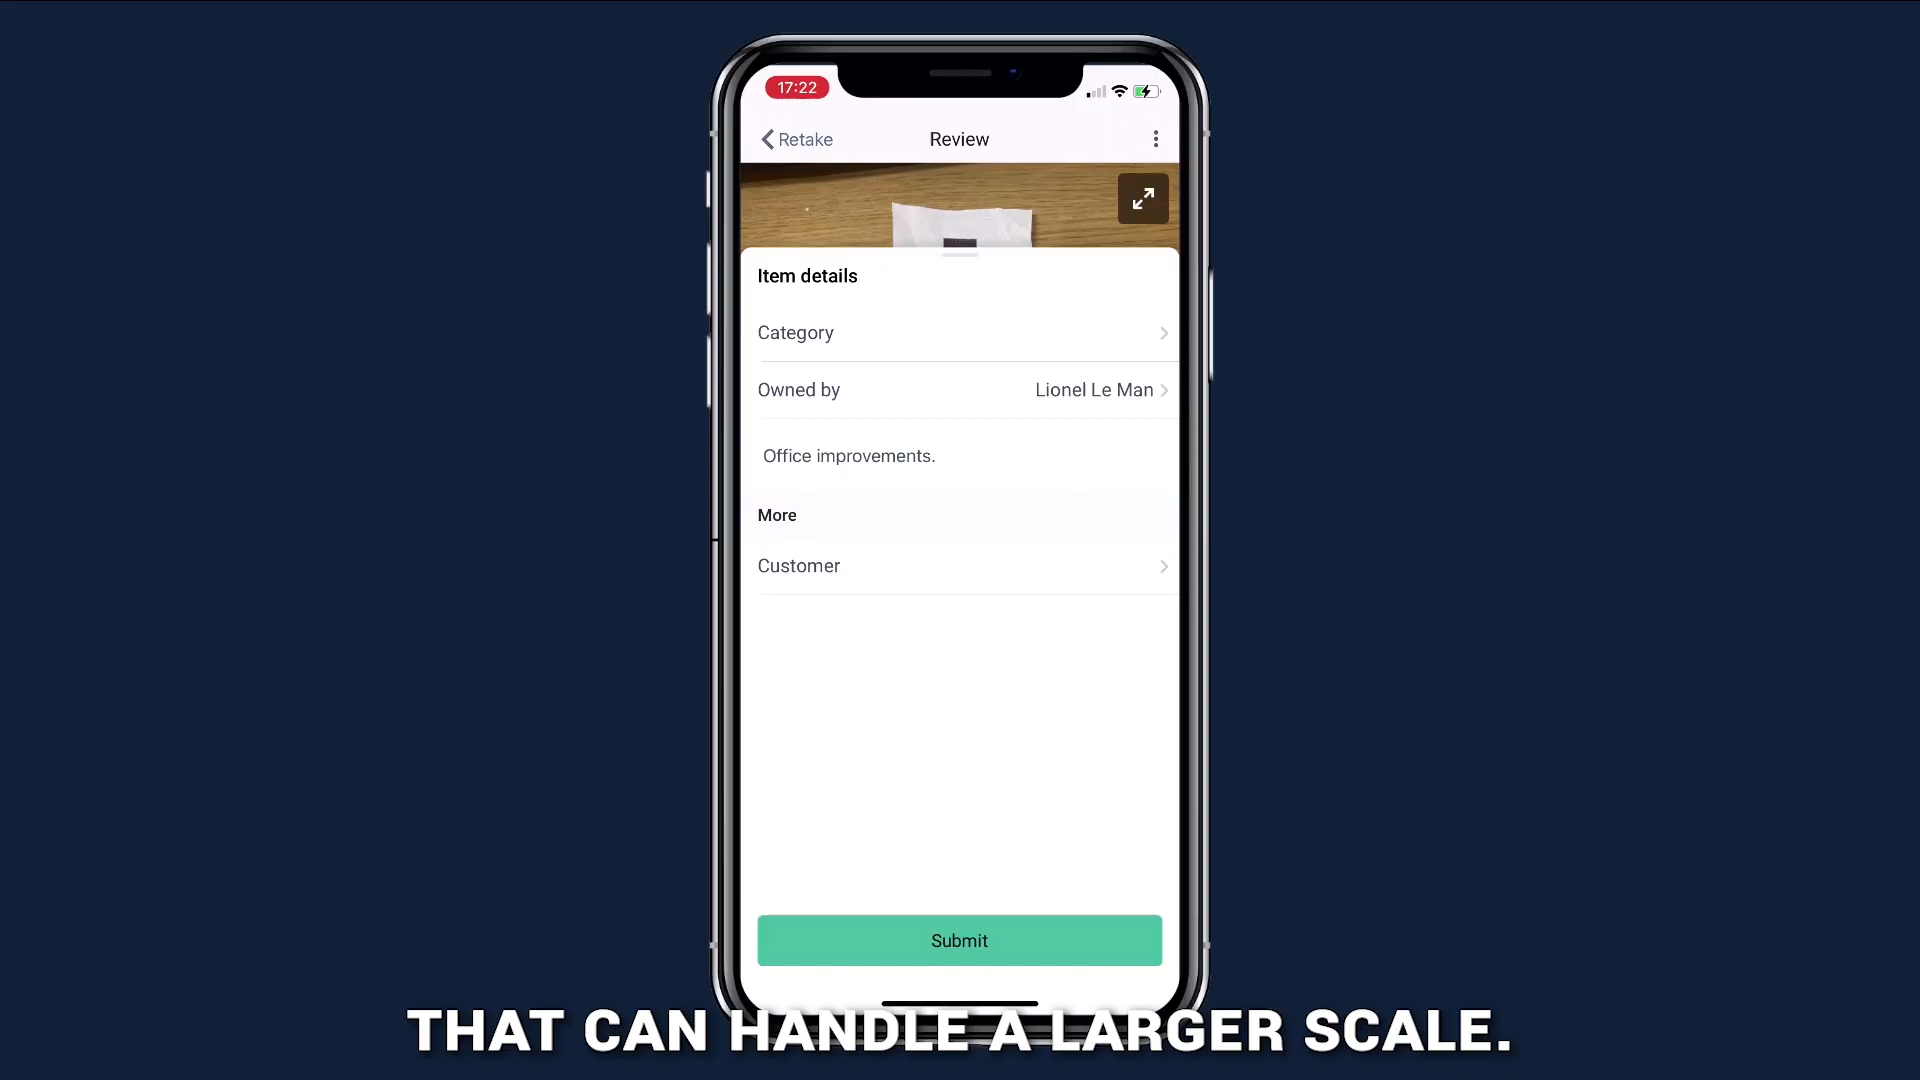 17:22
Retake
Review
Item details
Category
Owned by Lionel Le Man
Office improvements.
More
Customer
Submit
THAT CAN HANDLE A LARGER SCALE.